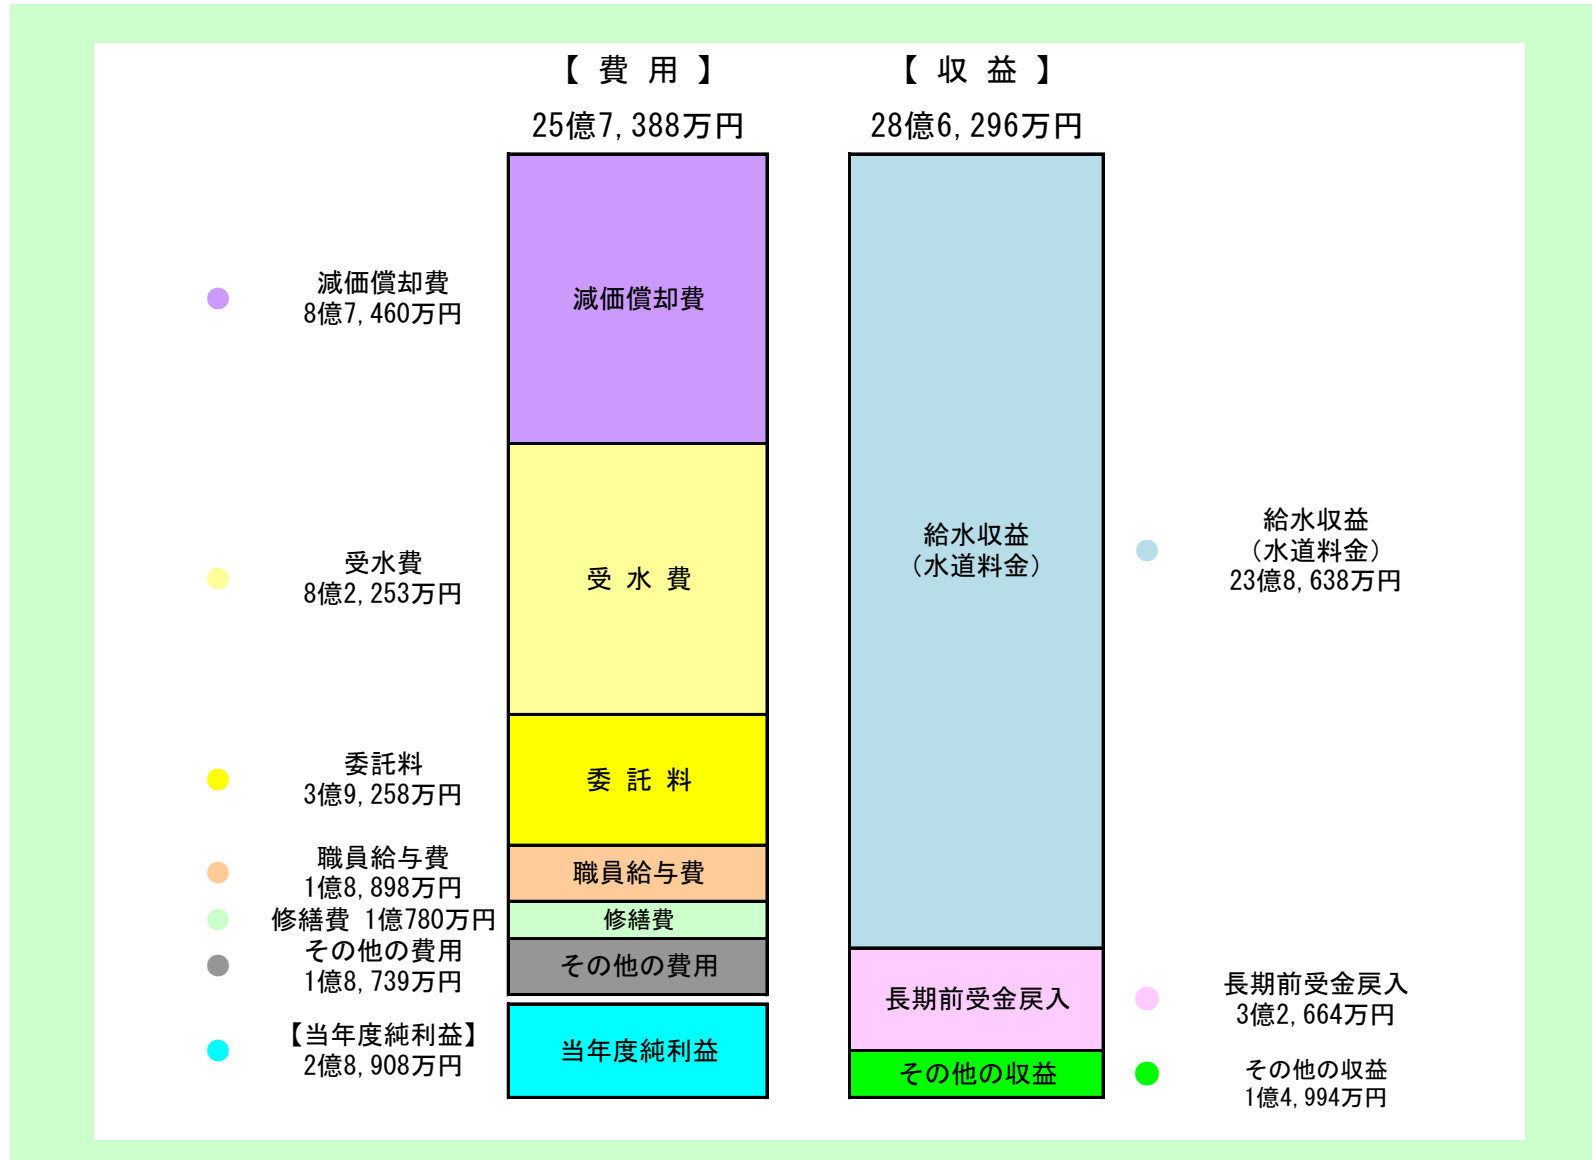 【 費 用 】
25億7,388万円
減価償却費
8億7,460万円
減価償却費
受水費
8億2,253万円
受 水 費
委託料
3億9,258万円
委 託 料
職員給与費
1億8,898万円
職員給与費
修繕費 1億780万円
修繕費
その他の費用
1億8,739万円
その他の費用
【当年度純利益】
2億8,908万円
当年度純利益
【 収 益 】
28億6,296万円
給水収益
（水道料金）
給水収益
（水道料金）
23億8,638万円
長期前受金戻入
長期前受金戻入
3億2,664万円
その他の収益
その他の収益
1億4,994万円